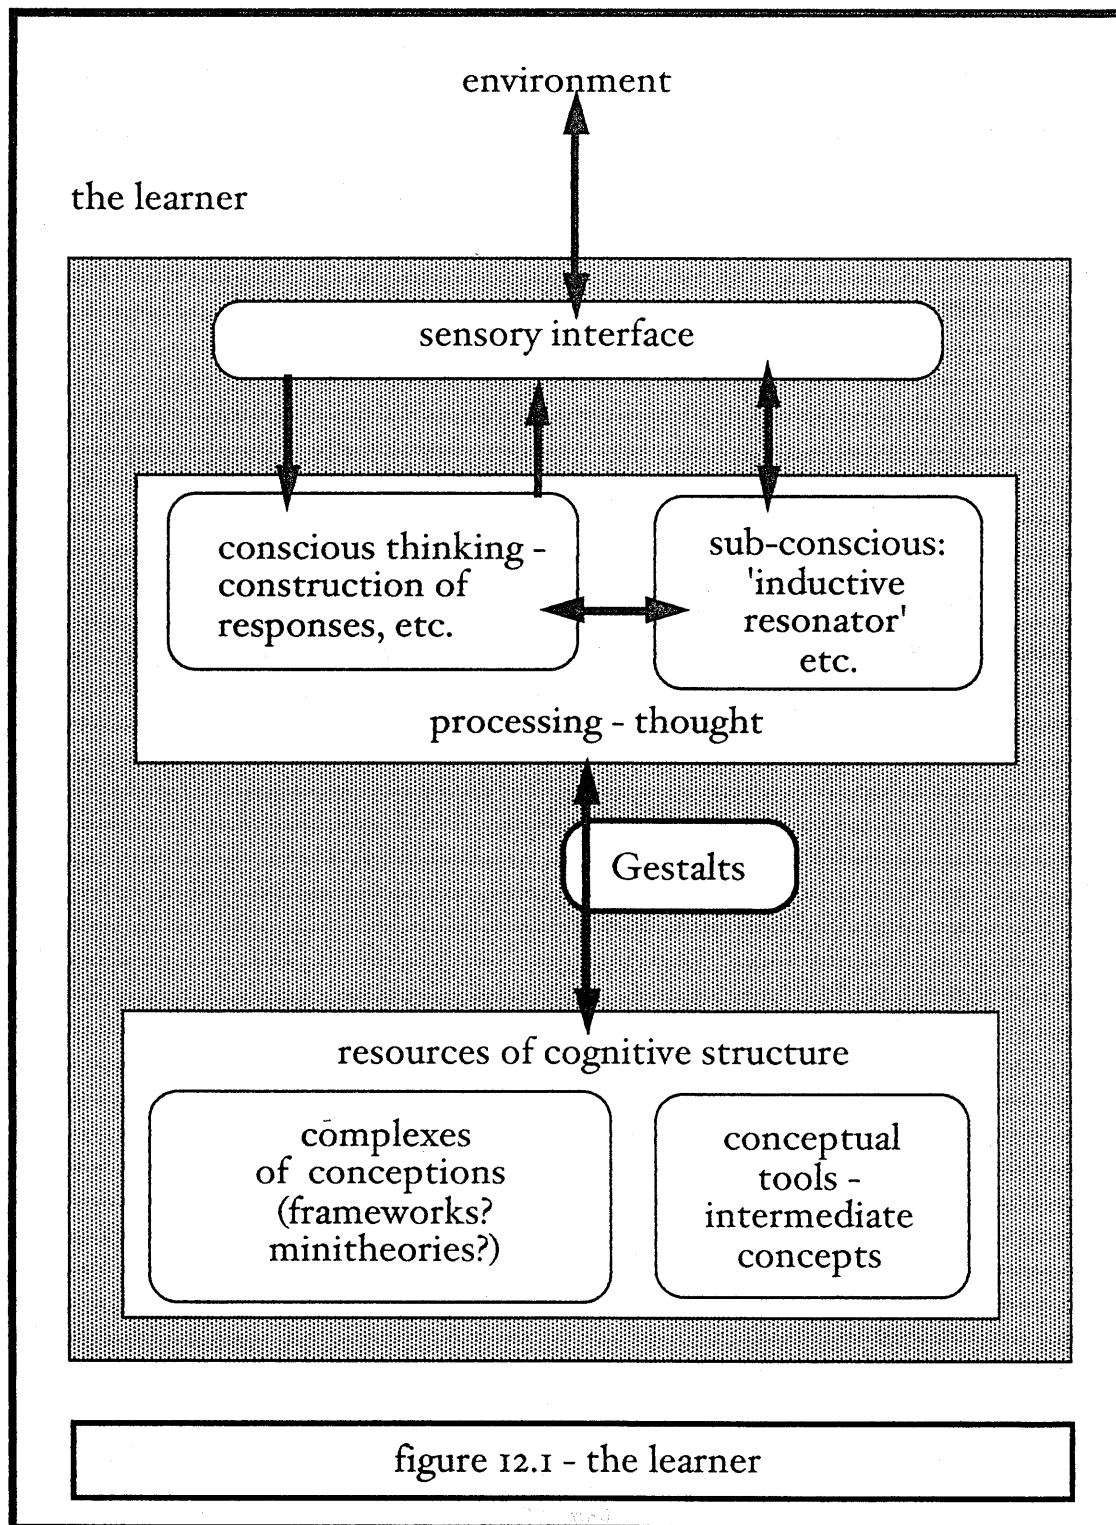 environment
the learner
sensory interface
conscious thinking -
construction of
responses, etc.
sub-conscious:
'inductive
resonator'
etc.
processing - thought
Gestalts
resources of cognitive structure
complexes
of conceptions
(frameworks?
minitheories?)
conceptual
tools -
intermediate
concepts
figure 12.1 - the learner